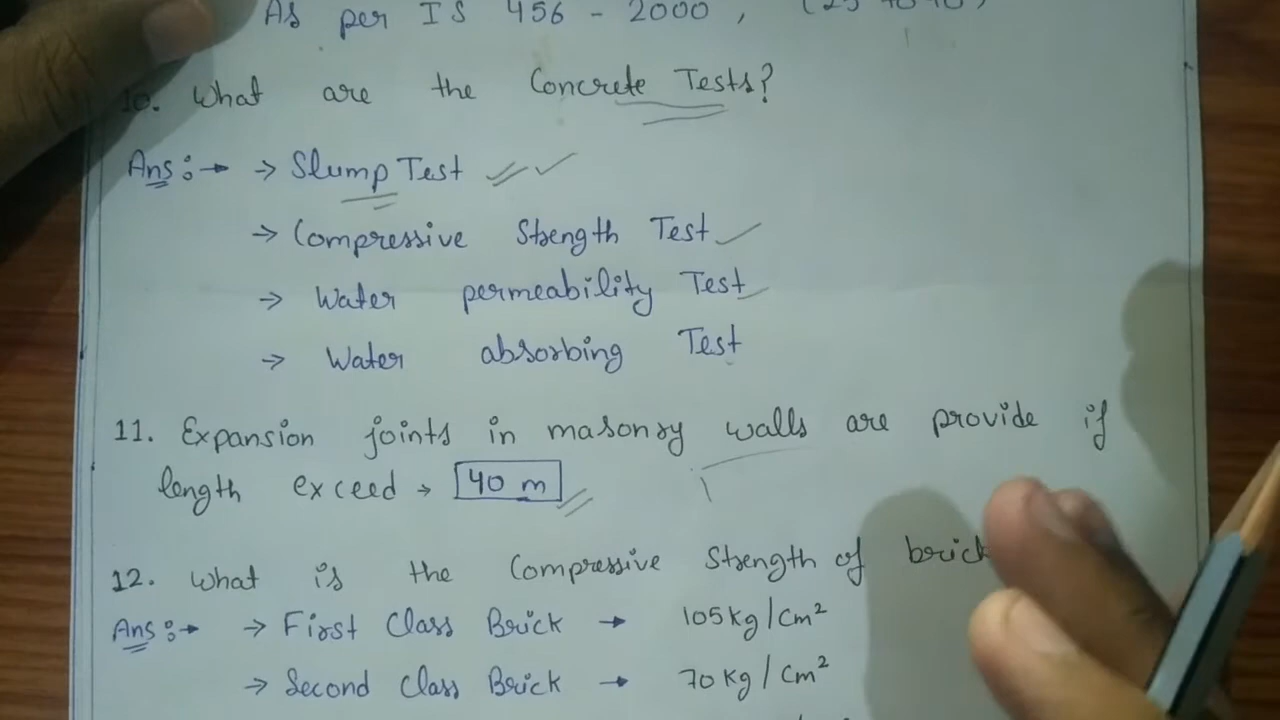 As per IS 456 - 2000,
10. What are the Concrete Tests?
Ans:→ → Slump Test
→ Compressive Strength Test
→ Water permeability Test
→ Water absorbing Test
11. Expansion joints in masonry walls are provide if
length exceed → 40 m
12. What is the Compressive Strength of brick
Ans:→ → First Class Brick → 105 kg/cm²
→ Second Class Brick → 70 kg/cm²